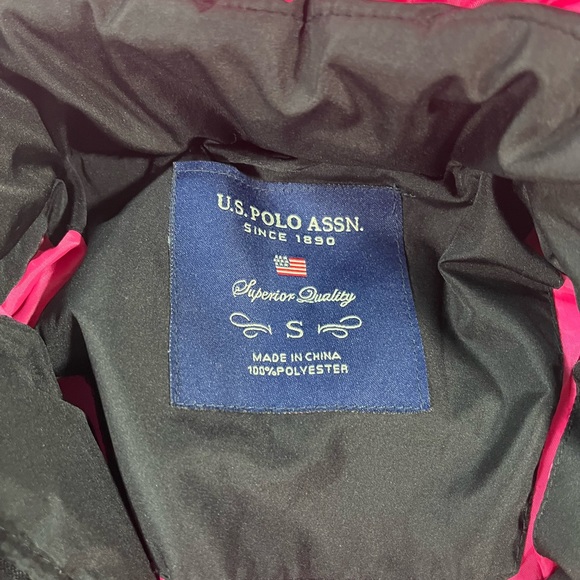 U.S. POLO ASSN.
SINCE 1890
Superior Quality
S
MADE IN CHINA
100%POLYESTER